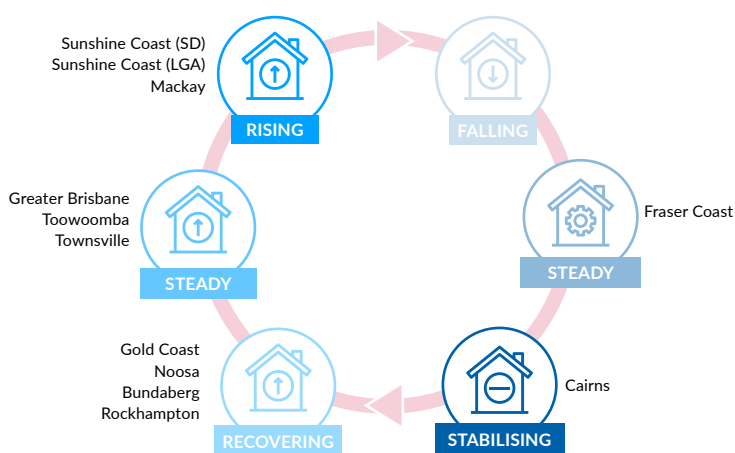 Sunshine Coast (SD)
Sunshine Coast (LGA)
Mackay
RISING
FALLING
Greater Brisbane
Toowoomba
Townsville
STEADY
Fraser Coast
STEADY
Gold Coast
Noosa
Bundaberg
Rockhampton
RECOVERING
Cairns
STABILISING